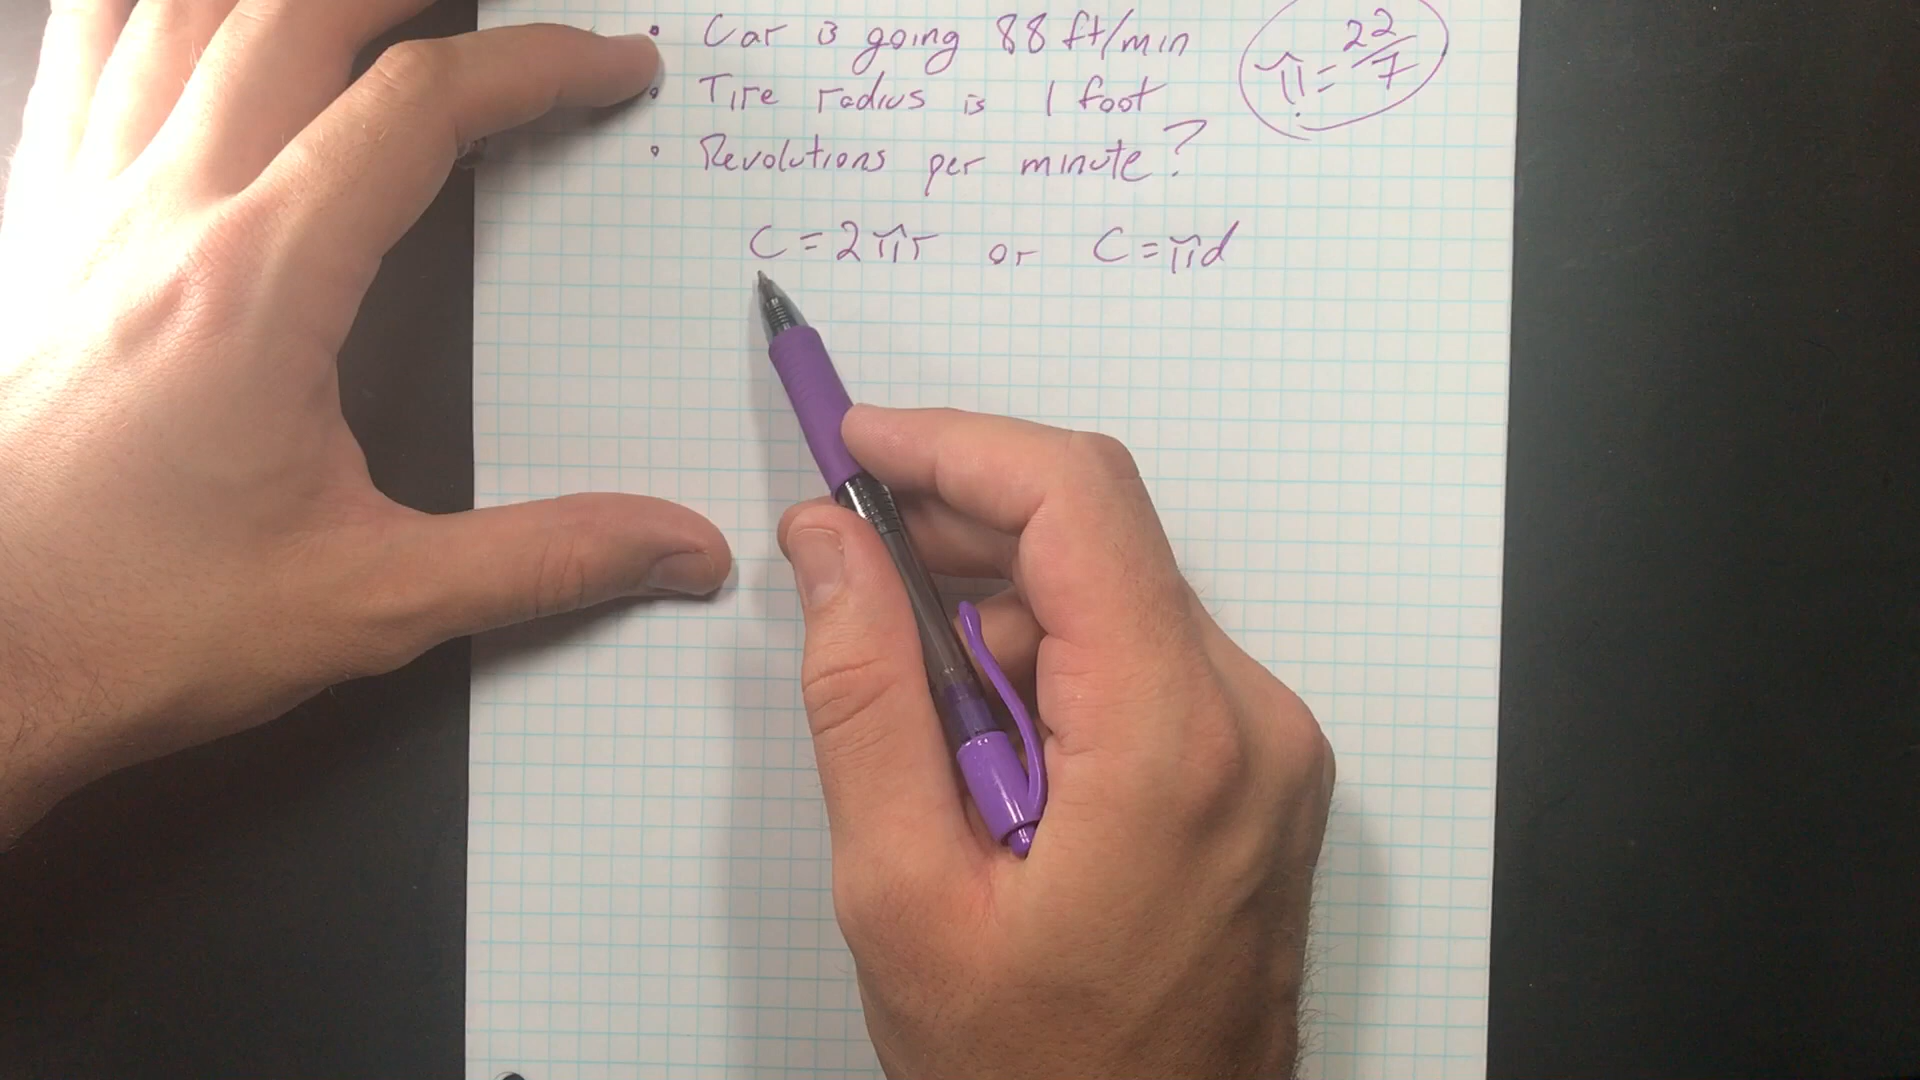 • Car is going 88 ft/min
• Tire radius is 1 foot
• Revolutions per minute?
π = 22/7
C = 2πr or C = πd